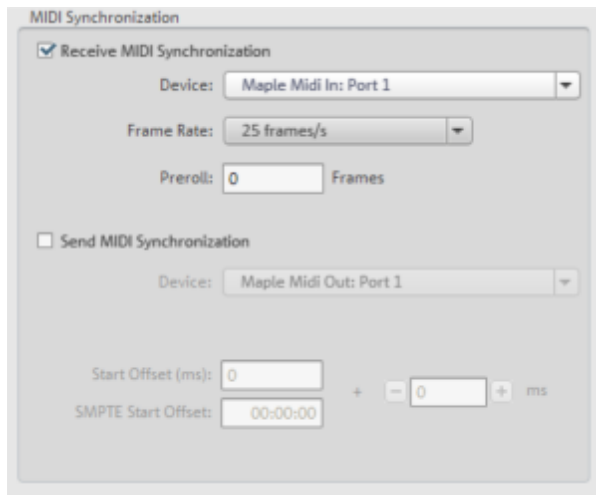 MIDI Synchronization
Receive MIDI Synchronization
Device: Maple Midi In: Port 1
Frame Rate: 25 frames/s
Preroll: 0 Frames
Send MIDI Synchronization
Device: Maple Midi Out: Port 1
Start Offset (ms): 0
+ - 0 + ms
SMPTE Start Offset: 00:00:00